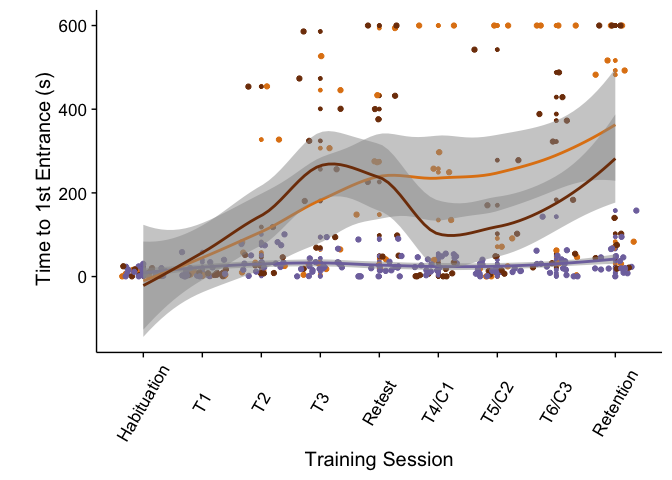 Time to 1st Entrance (s)
600
400
200
0
Habituation
T1
T2
T3
Retest
T4/C1
T5/C2
T6/C3
Retention
Training Session